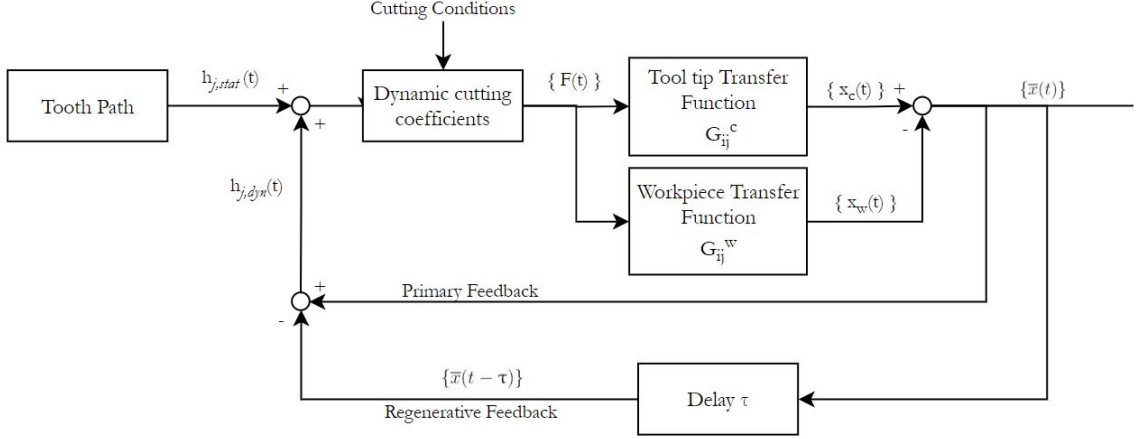 Cutting Conditions
Tooth Path
h_{j,stat}(t)
+
+
Dynamic cutting
coefficients
{ F(t) }
Tool tip Transfer
Function
G_{ij}^{c}
{ x_c(t) }
+
-
{x̅(t)}
Workpiece Transfer
Function
G_{ij}^{w}
{ x_w(t) }
h_{j,dyn}(t)
+
-
Primary Feedback
{x̅(t − τ)}
Regenerative Feedback
Delay τ